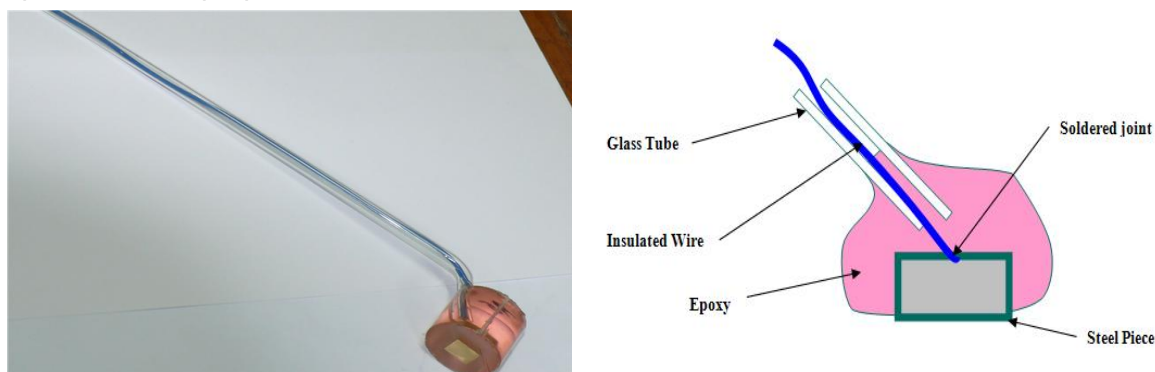 Glass Tube
Soldered joint
Insulated Wire
Epoxy
Steel Piece